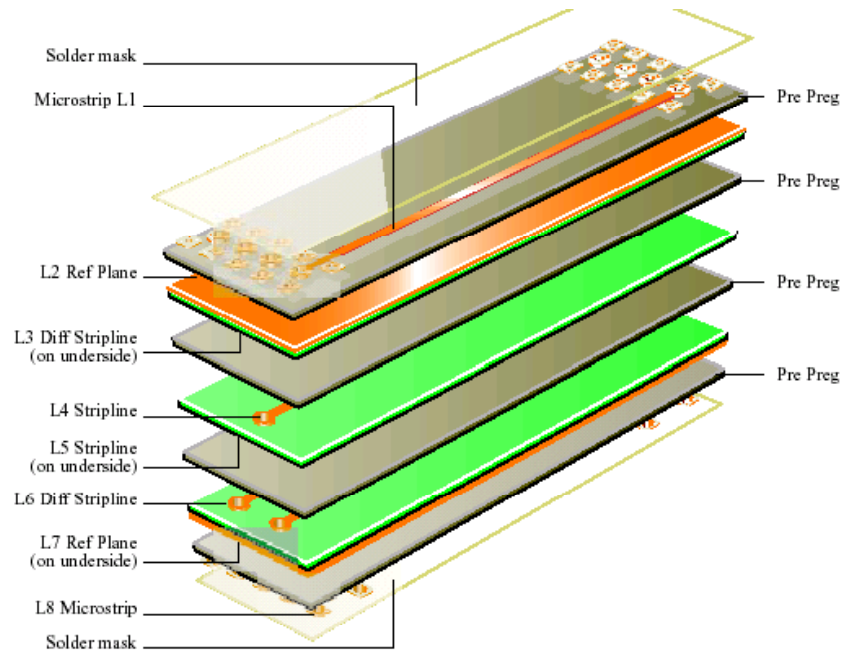 Solder mask
Microstrip L1
Pre Preg
Pre Preg
L2 Ref Plane
Pre Preg
L3 Diff Stripline
(on underside)
Pre Preg
L4 Stripline
L5 Stripline
(on underside)
L6 Diff Stripline
L7 Ref Plane
(on underside)
L8 Microstrip
Solder mask